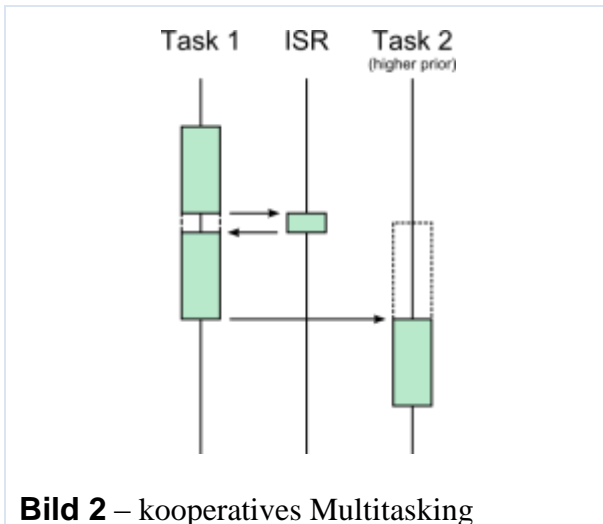 Task 1 ISR Task 2
(higher prior)
Bild 2 – kooperatives Multitasking